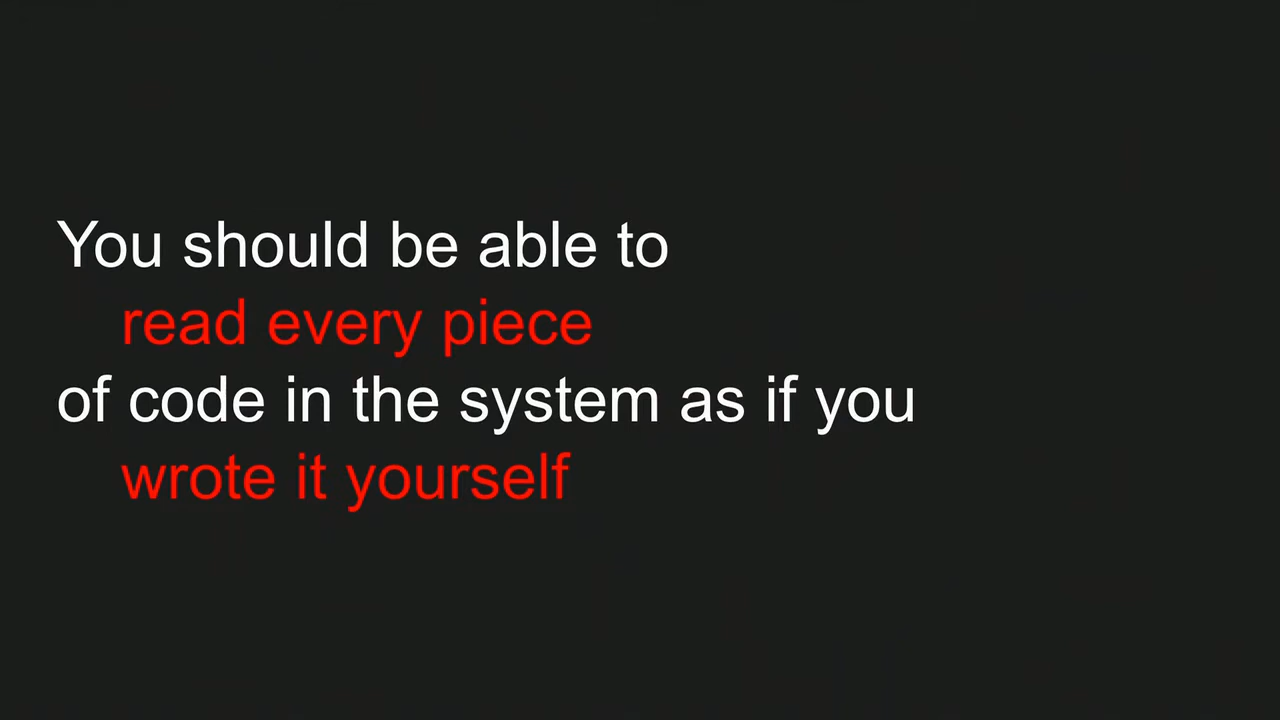 You should be able to
read every piece
of code in the system as if you
wrote it yourself